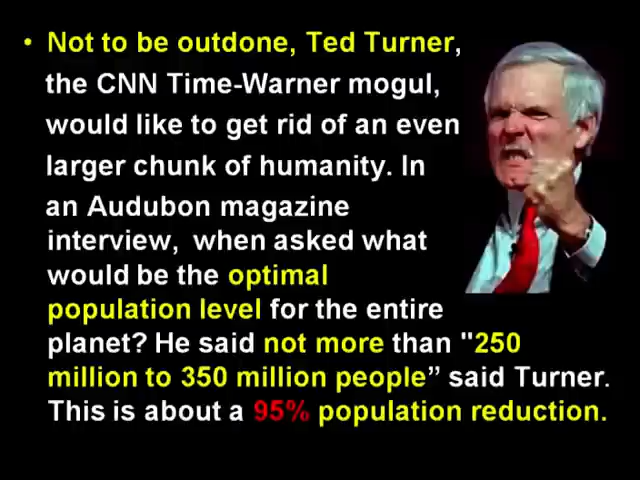 • Not to be outdone, Ted Turner,
the CNN Time-Warner mogul,
would like to get rid of an even
larger chunk of humanity. In
an Audubon magazine
interview, when asked what
would be the optimal
population level for the entire
planet? He said not more than "250
million to 350 million people” said Turner.
This is about a 95% population reduction.